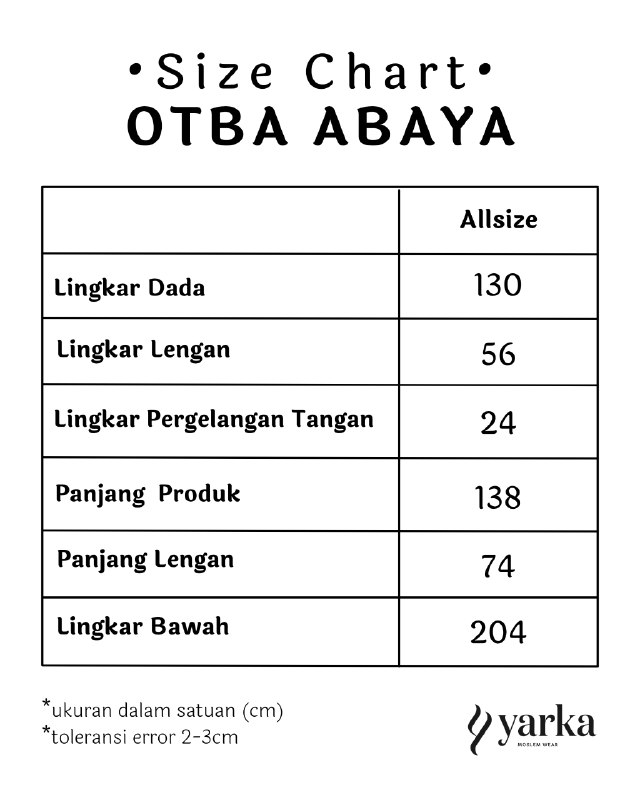 •Size Chart•
OTBA ABAYA
Allsize
Lingkar Dada 130
Lingkar Lengan 56
Lingkar Pergelangan Tangan 24
Panjang Produk 138
Panjang Lengan 74
Lingkar Bawah 204
*ukuran dalam satuan (cm)
*toleransi error 2-3cm
yarka
MOSLEM WEAR